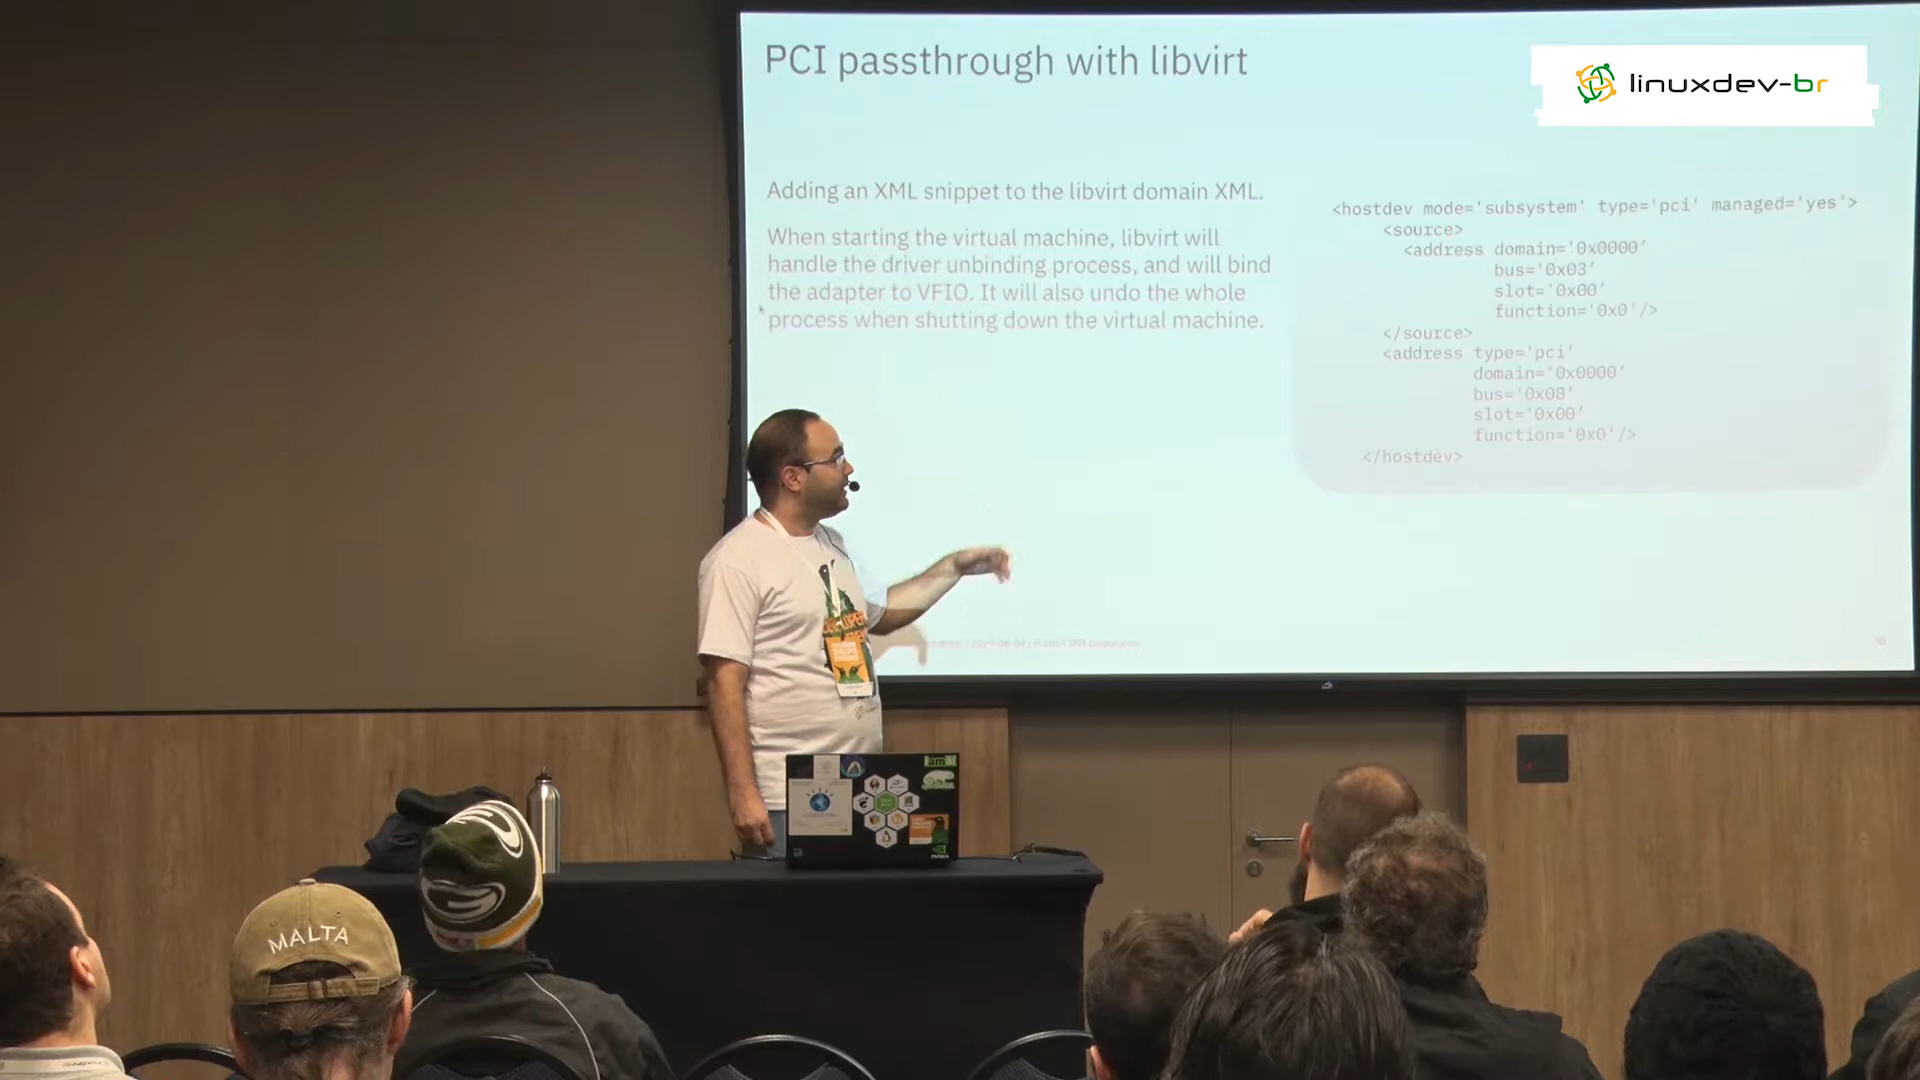 PCI passthrough with libvirt
linuxdev-br
Adding an XML snippet to the libvirt domain XML.
When starting the virtual machine, libvirt will
handle the driver unbinding process, and will bind
the adapter to VFIO. It will also undo the whole
process when shutting down the virtual machine.
<hostdev mode='subsystem' type='pci' managed='yes'>
<source>
<address domain='0x0000'
bus='0x03'
slot='0x00'
function='0x0'/>
</source>
<address type='pci'
domain='0x0000'
bus='0x08'
slot='0x00'
function='0x0'/>
</hostdev>
MALTA